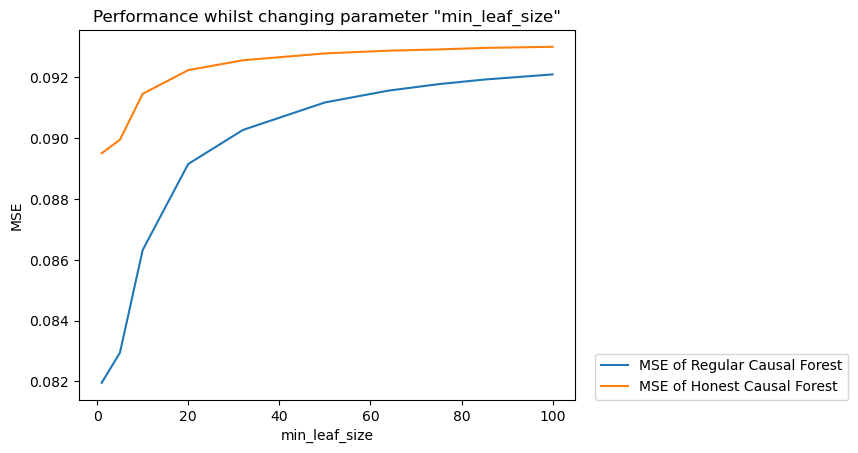 Performance whilst changing parameter "min_leaf_size"
MSE
0.092
0.090
0.088
0.086
0.084
0.082
0 20 40 60 80 100
min_leaf_size
MSE of Regular Causal Forest
MSE of Honest Causal Forest